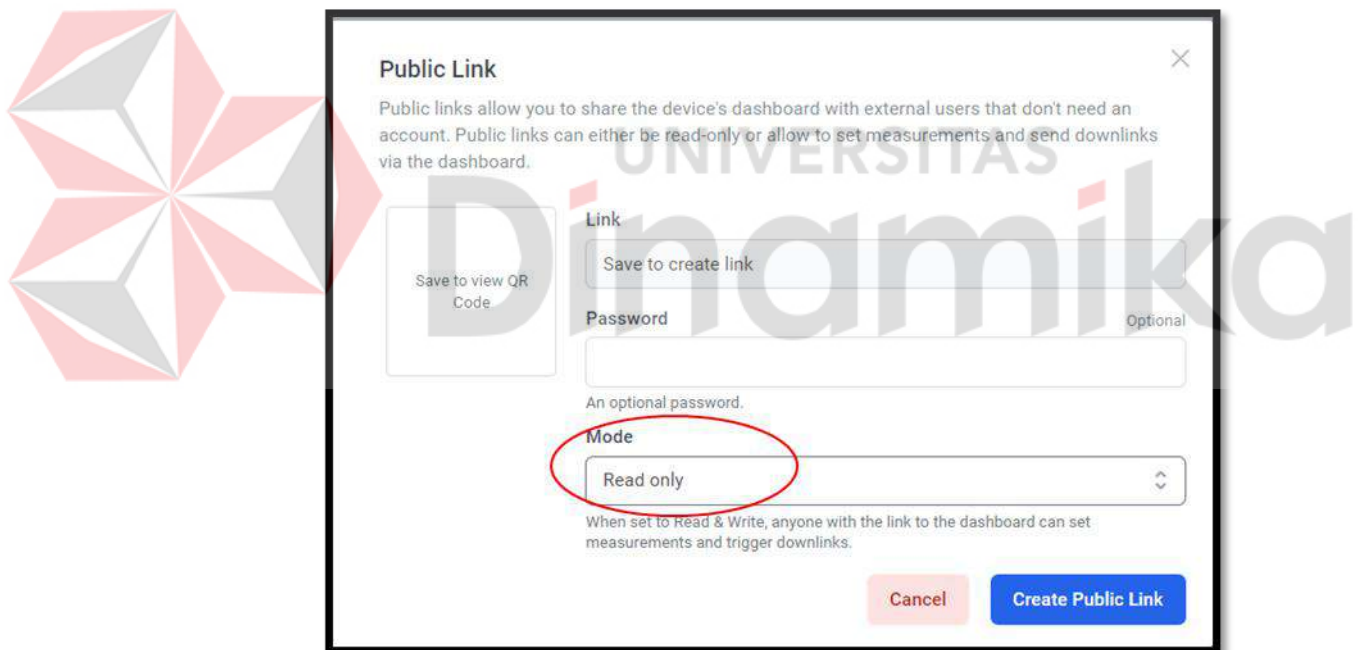 Public Link
Public links allow you to share the device's dashboard with external users that don't need an
account. Public links can either be read-only or allow to set measurements and send downlinks
via the dashboard.
UNIVERSITAS
Dinamika
Save to view QR
Code
Link
Save to create link
Password
Optional
An optional password.
Mode
Read only
When set to Read & Write, anyone with the link to the dashboard can set
measurements and trigger downlinks.
Cancel
Create Public Link